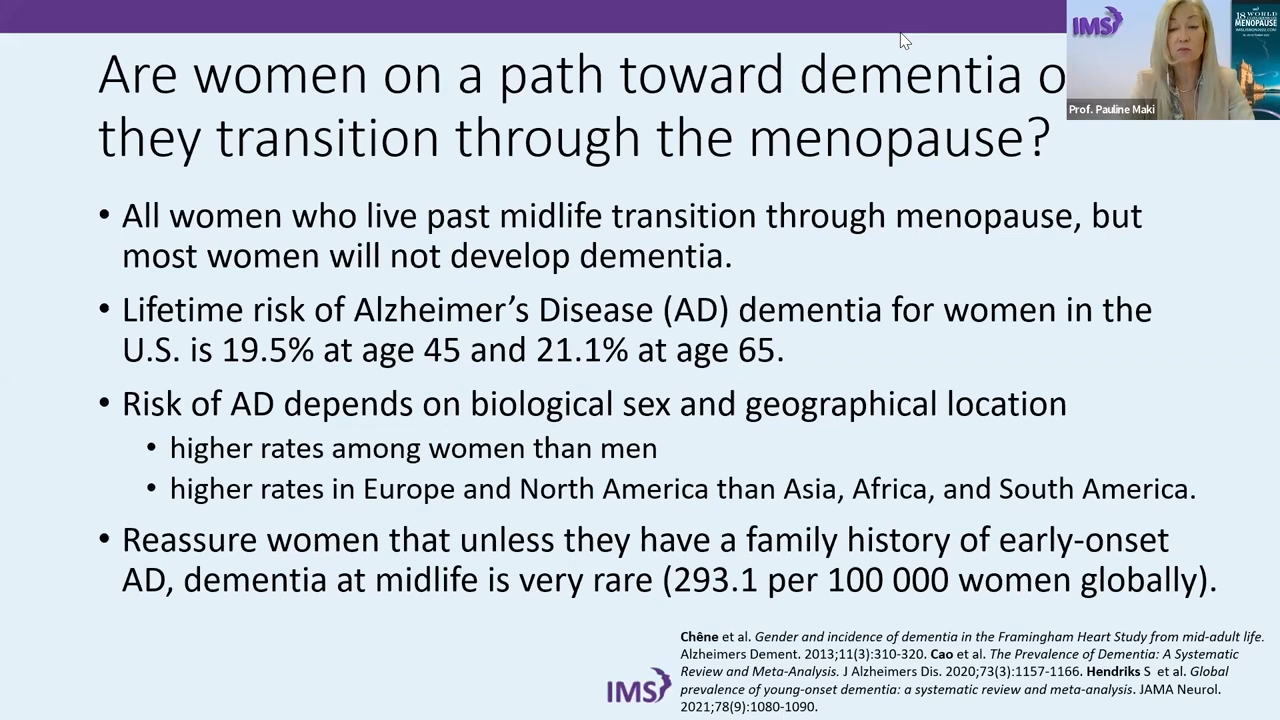 Are women on a path toward dementia
they transition through the menopause?
• All women who live past midlife transition through menopause, but
most women will not develop dementia.
• Lifetime risk of Alzheimer’s Disease (AD) dementia for women in the
U.S. is 19.5% at age 45 and 21.1% at age 65.
• Risk of AD depends on biological sex and geographical location
• higher rates among women than men
• higher rates in Europe and North America than Asia, Africa, and South America.
• Reassure women that unless they have a family history of early-onset
AD, dementia at midlife is very rare (293.1 per 100 000 women globally).
Chêne et al. Gender and incidence of dementia in the Framingham Heart Study from mid-adult life.
Alzheimers Dement. 2013;11(3):310-320. Cao et al. The Prevalence of Dementia: A Systematic
Review and Meta-Analysis. J Alzheimers Dis. 2020;73(3):1157-1166. Hendriks S et al. Global
prevalence of young-onset dementia: a systematic review and meta-analysis. JAMA Neurol.
2021;78(9):1080-1090.
IMS
IMS
18 WORLD
MENOPAUSE
Prof. Pauline Maki